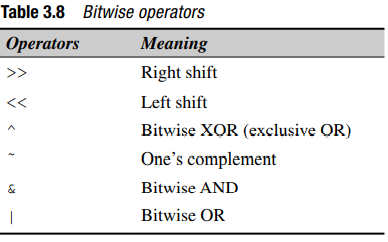 Table 3.8 Bitwise operators
Operators Meaning
>> Right shift
<< Left shift
^ Bitwise XOR (exclusive OR)
~ One's complement
& Bitwise AND
| Bitwise OR